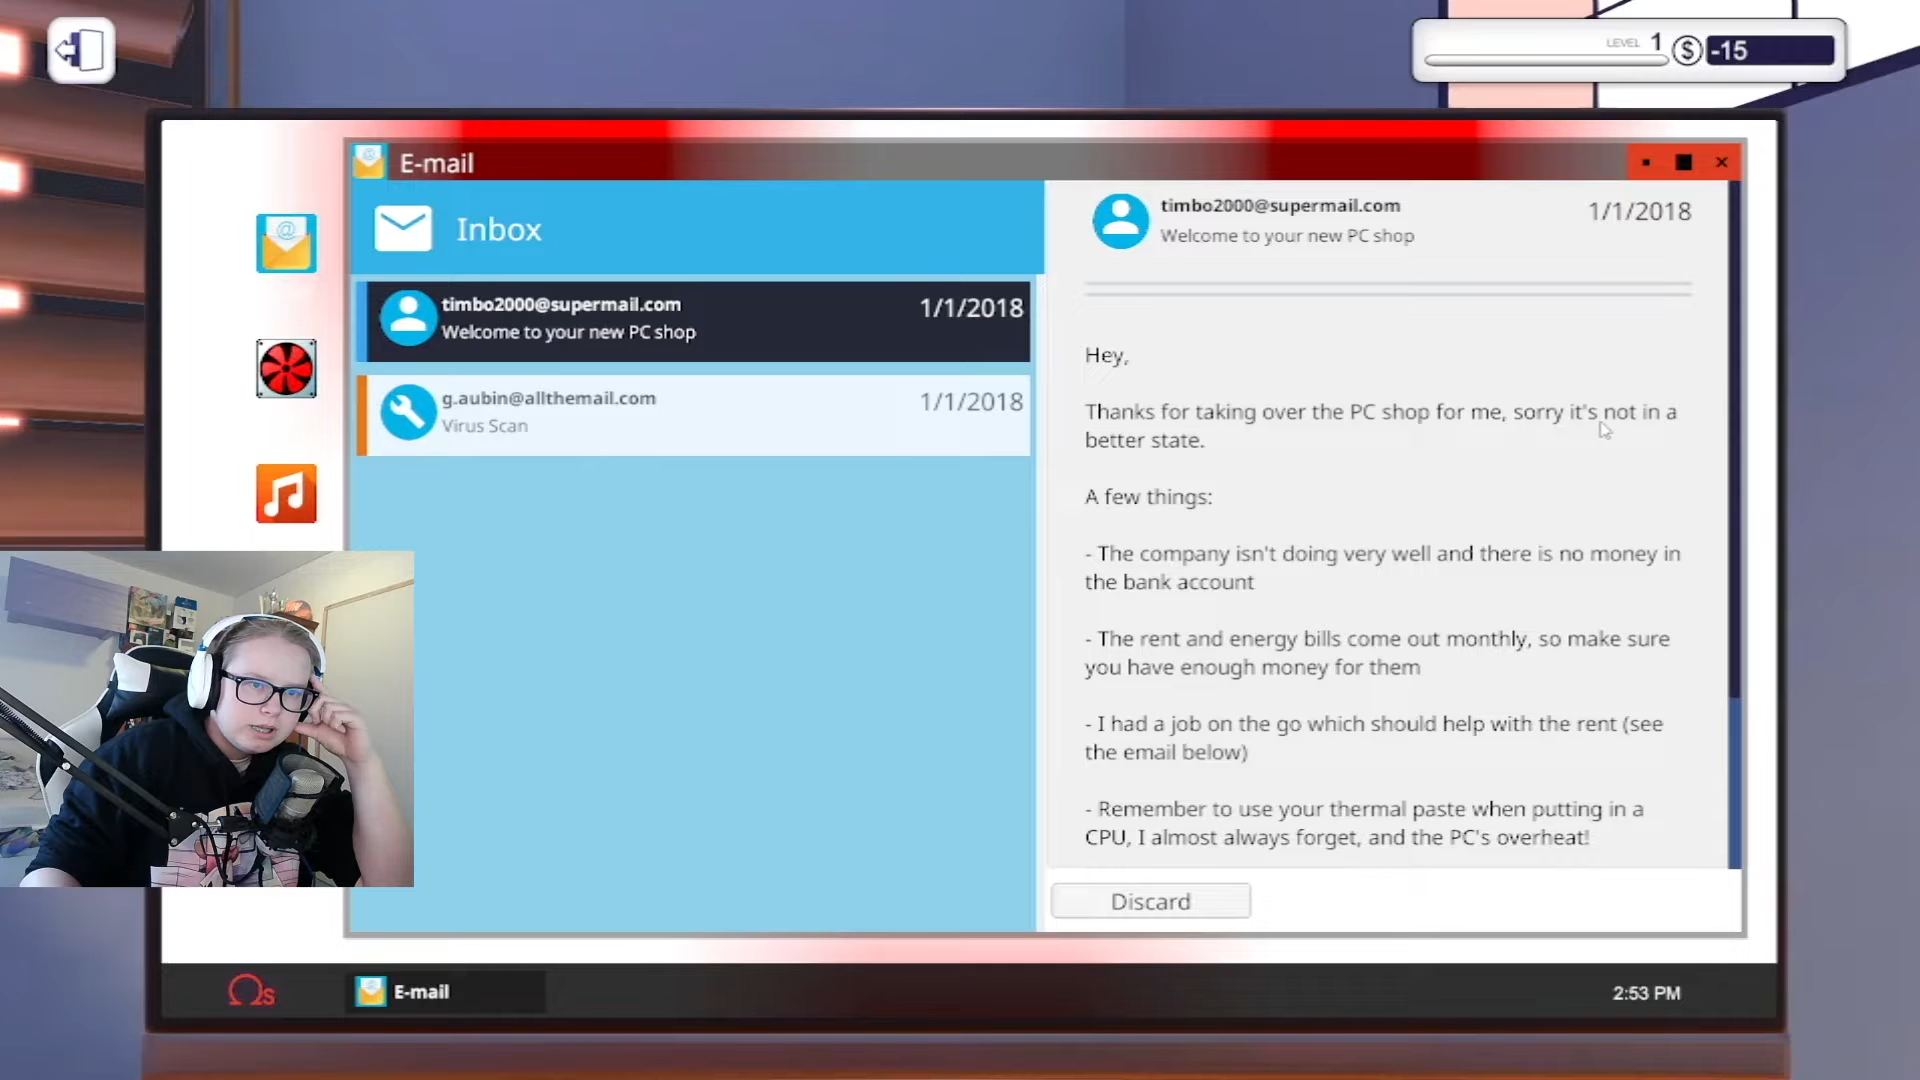 LEVEL 1 $ -15
E-mail
Inbox
timbo2000@supermail.com 1/1/2018
Welcome to your new PC shop
g.aubin@allthemail.com 1/1/2018
Virus Scan
timbo2000@supermail.com 1/1/2018
Welcome to your new PC shop
Hey,
Thanks for taking over the PC shop for me, sorry it's not in a
better state.
A few things:
- The company isn't doing very well and there is no money in
the bank account
- The rent and energy bills come out monthly, so make sure
you have enough money for them
- I had a job on the go which should help with the rent (see
the email below)
- Remember to use your thermal paste when putting in a
CPU, I almost always forget, and the PC's overheat!
Discard
Ωs E-mail 2:53 PM